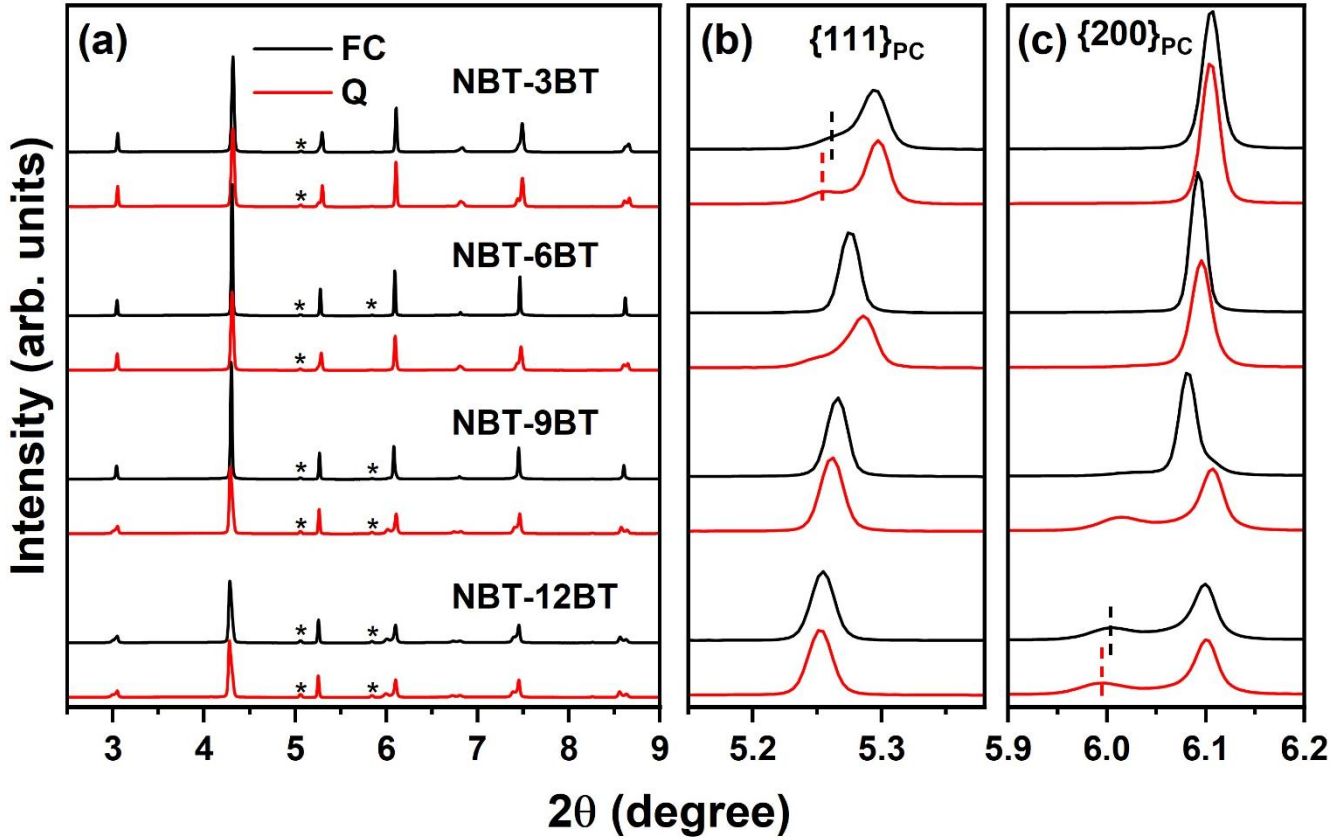 (a)
FC
Q
NBT-3BT
*
*
NBT-6BT
* *
*
NBT-9BT
* *
* *
NBT-12BT
* *
* *
3 4 5 6 7 8 9
(b) {111}PC
5.2 5.3
(c) {200}PC
5.9 6.0 6.1 6.2
Intensity (arb. units)
2θ (degree)